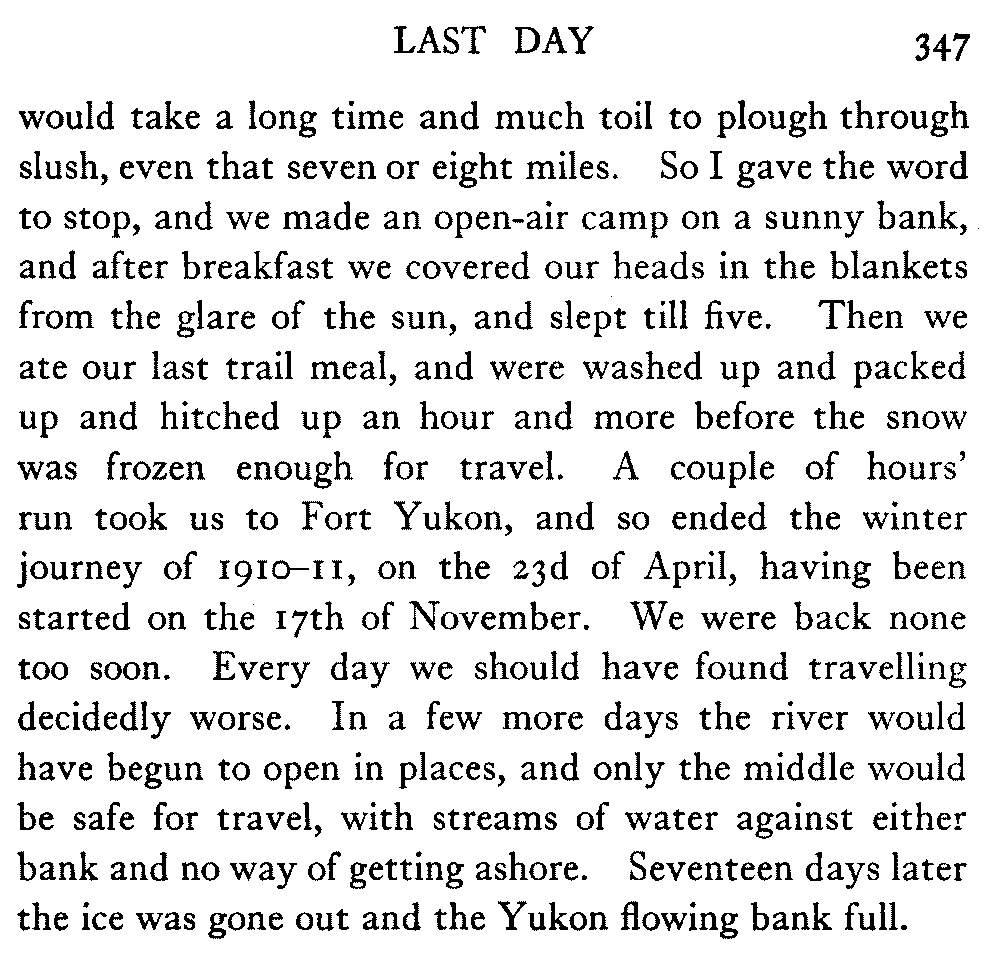 LAST DAY 347
would take a long time and much toil to plough through
slush, even that seven or eight miles. So I gave the word
to stop, and we made an open-air camp on a sunny bank,
and after breakfast we covered our heads in the blankets
from the glare of the sun, and slept till five. Then we
ate our last trail meal, and were washed up and packed
up and hitched up an hour and more before the snow
was frozen enough for travel. A couple of hours’
run took us to Fort Yukon, and so ended the winter
journey of 1910–11, on the 23d of April, having been
started on the 17th of November. We were back none
too soon. Every day we should have found travelling
decidedly worse. In a few more days the river would
have begun to open in places, and only the middle would
be safe for travel, with streams of water against either
bank and no way of getting ashore. Seventeen days later
the ice was gone out and the Yukon flowing bank full.